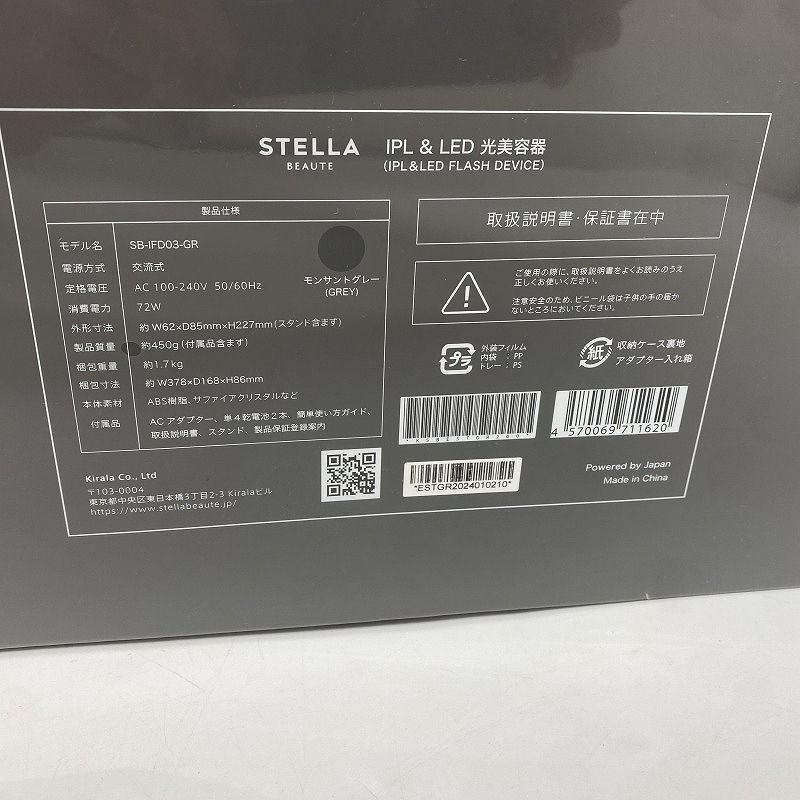 STELLA
BEAUTE
IPL & LED 光美容器
(IPL&LED FLASH DEVICE)
製品仕様
モデル名 SB-IFD03-GR
電源方式 交流式
定格電圧 AC 100-240V 50/60Hz
消費電力 72W
外形寸法 約 W62×D85mm×H227mm(スタンド含ます)
製品質量 約450g(付属品含ます)
梱包重量 約1.7kg
梱包寸法 約 W378×D168×H86mm
本体素材 ABS樹脂、サファイアクリスタルなど
付属品 ACアダプター、単4乾電池2本、簡単使い方ガイド、
取扱説明書、スタンド、製品保証登録案内
モンサントグレー
(GREY)
取扱説明書・保証書在中
ご使用の際に、取扱説明書をよくお読みのうえ
正しくお使いください。
注意安全のため、ビニール袋は子供の手の届か
ないところにおいてください。
プラ
外装フィルム
内袋 : PP
トレー : PS
紙
収納ケース裏地
アダプター入れ箱
*KSBESTGR200*
4 570069 711620
Kirala Co., Ltd
〒103-0004
東京都中央区東日本橋3丁目2-3 Kiralaビル
https://www.stellabeaute.jp/
*ESTGR2024010210*
Powered by Japan
Made in China